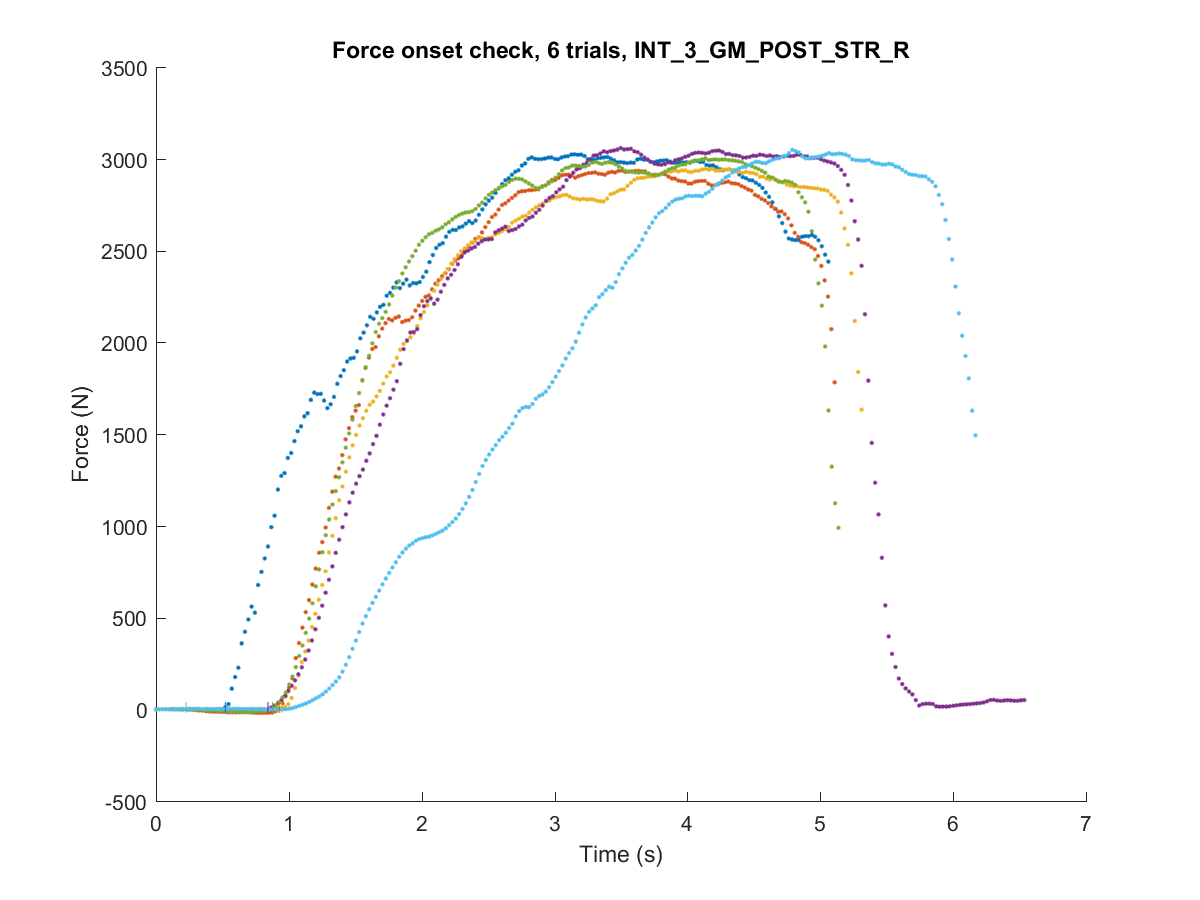 Force onset check, 6 trials, INT_3_GM_POST_STR_R
3500
3000
2500
2000
1500
1000
500
0
-500
Force (N)
0 1 2 3 4 5 6 7
Time (s)